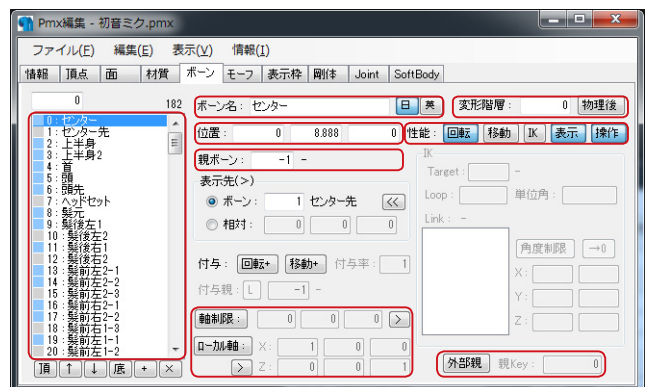 Pmx編集 - 初音ミク.pmx
ファイル(F) 編集(E) 表示(V) 情報(I)
情報 頂点 面 材質 ボーン モーフ 表示枠 剛体 Joint SoftBody
0 182
0 : センター
1 : センター先
2 : 上半身
3 : 上半身2
4 : 首
5 : 頭
6 : 頭先
7 : ヘッドセット
8 : 髪元
9 : 髪後左1
10 : 髪後左2
11 : 髪後右1
12 : 髪後右2
13 : 髪前左2-1
14 : 髪前左2-2
15 : 髪前左2-3
16 : 髪前右2-1
17 : 髪前右2-2
18 : 髪前右1-3
19 : 髪前左1-1
20 : 髪前左1-2
頂 ↑ ↓ 底 + ×
ボーン名 : センター 日 英
変形階層 : 0 物理後
位置 : 0 8.888 0
性能 : 回転 移動 IK 表示 操作
親ボーン : -1 -
表示先(>)
ボーン : 1 センター先 <<
相対 : 0 0 0
付与 : 回転+ 移動+ 付与率 : 1
付与親 : L -1 -
軸制限 : 0 0 0 >
ローカル軸 : X : 1 0 0
> Z : 0 0 1
IK
Target : -
Loop : 単位角 :
Link : -
角度制限 →0
X :
Y :
Z :
外部親 親Key : 0